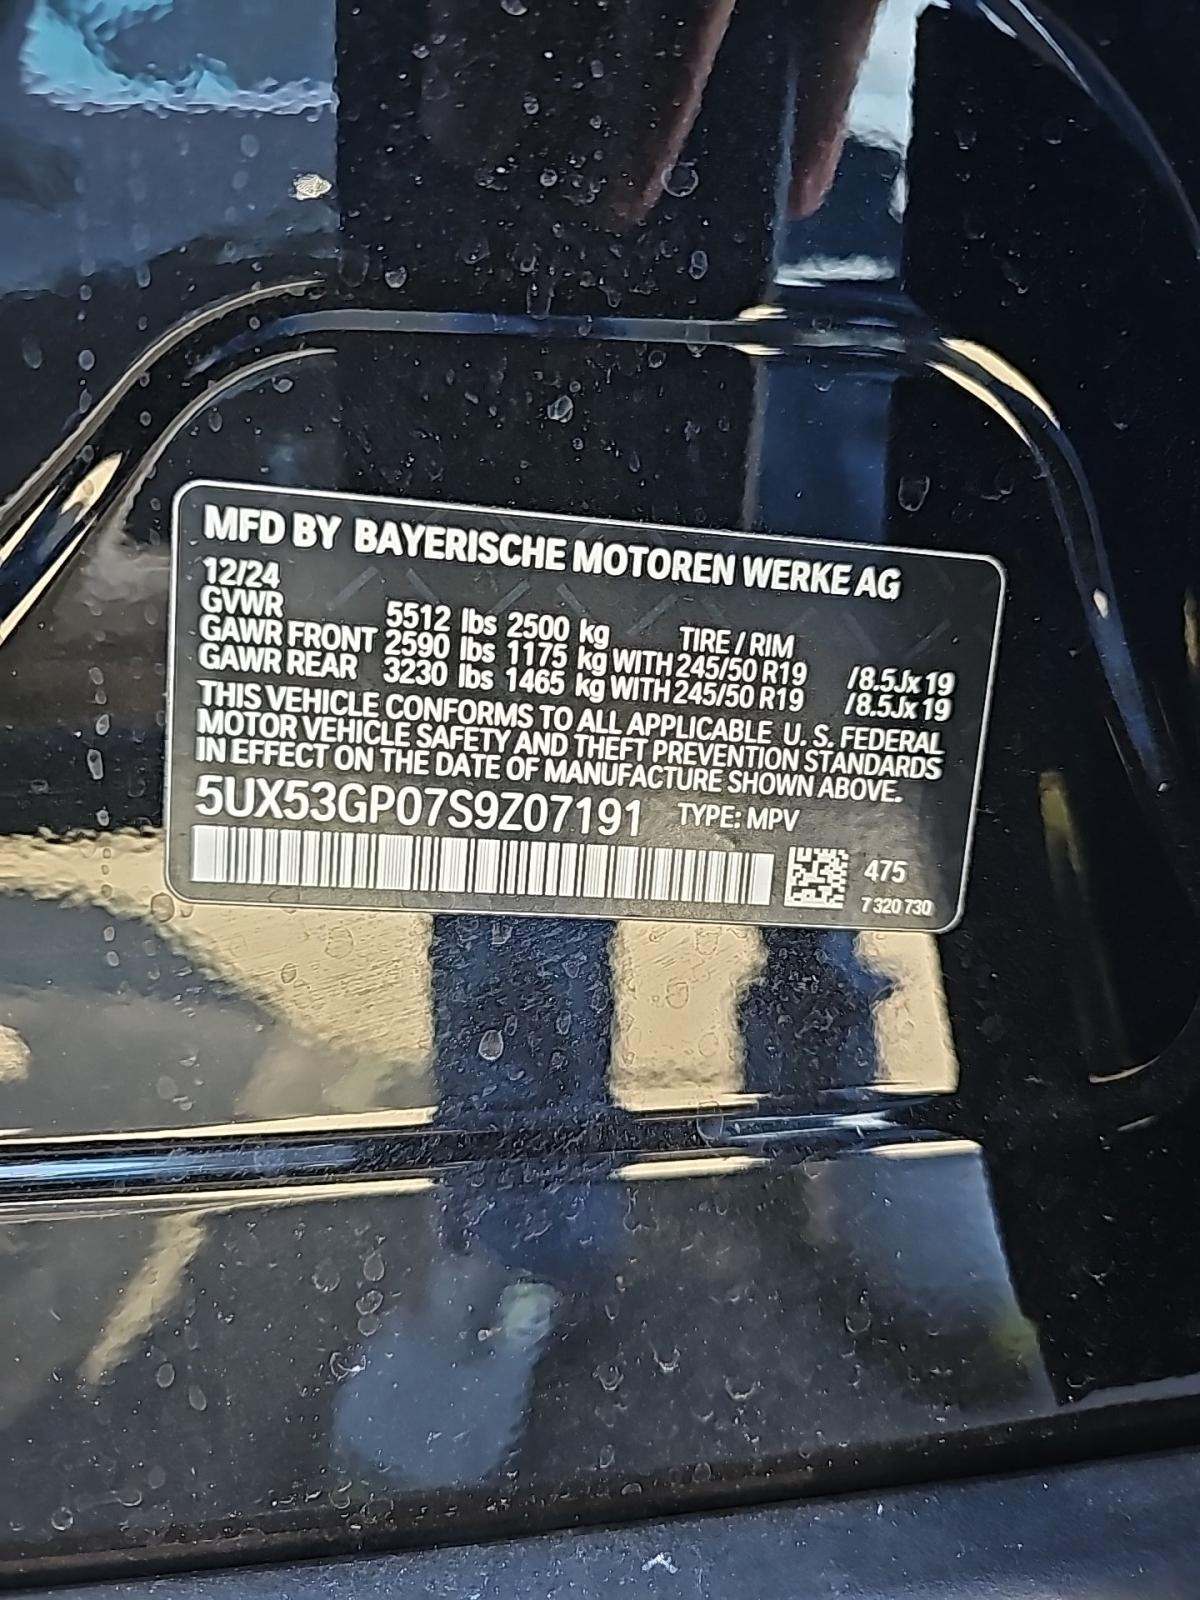 MFD BY BAYERISCHE MOTOREN WERKE AG
12/24
GVWR 5512 lbs 2500 kg TIRE / RIM
GAWR FRONT 2590 lbs 1175 kg WITH 245/50 R19 /8.5Jx19
GAWR REAR 3230 lbs 1465 kg WITH 245/50 R19 /8.5Jx19
THIS VEHICLE CONFORMS TO ALL APPLICABLE U. S. FEDERAL
MOTOR VEHICLE SAFETY AND THEFT PREVENTION STANDARDS
IN EFFECT ON THE DATE OF MANUFACTURE SHOWN ABOVE.
5UX53GP07S9Z07191 TYPE: MPV
475
7 320 730